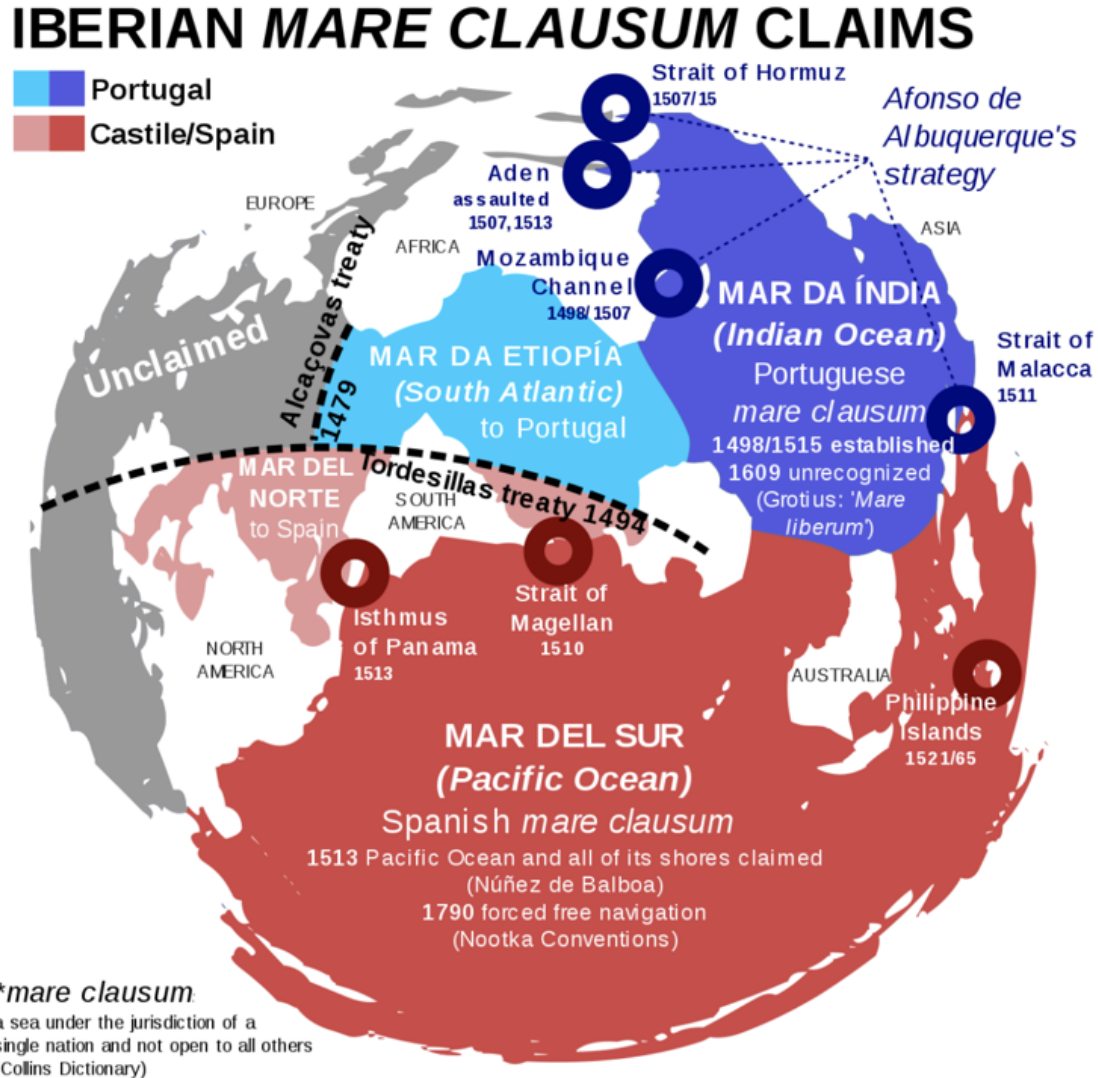 IBERIAN MARE CLAUSUM CLAIMS
Portugal
Castile/Spain
Strait of Hormuz
1507/15
Afonso de
Albuquerque's
strategy
Aden
assaulted
1507,1513
EUROPE
AFRICA
ASIA
Mozambique
Channel
1498/1507
Unclaimed
Alcaçovas treaty
1479
MAR DA ETIOPÍA
(South Atlantic)
to Portugal
MAR DA ÍNDIA
(Indian Ocean)
Portuguese
mare clausum
1498/1515 established
1609 unrecognized
(Grotius: 'Mare
liberum')
Strait of
Malacca
1511
Tordesillas treaty 1494
MAR DEL
NORTE
to Spain
SOUTH
AMERICA
Isthmus
of Panama
1513
Strait of
Magellan
1510
NORTH
AMERICA
AUSTRALIA
Philippine
Islands
1521/65
MAR DEL SUR
(Pacific Ocean)
Spanish mare clausum
1513 Pacific Ocean and all of its shores claimed
(Núñez de Balboa)
1790 forced free navigation
(Nootka Conventions)
*mare clausum:
a sea under the jurisdiction of a
single nation and not open to all others
Collins Dictionary)